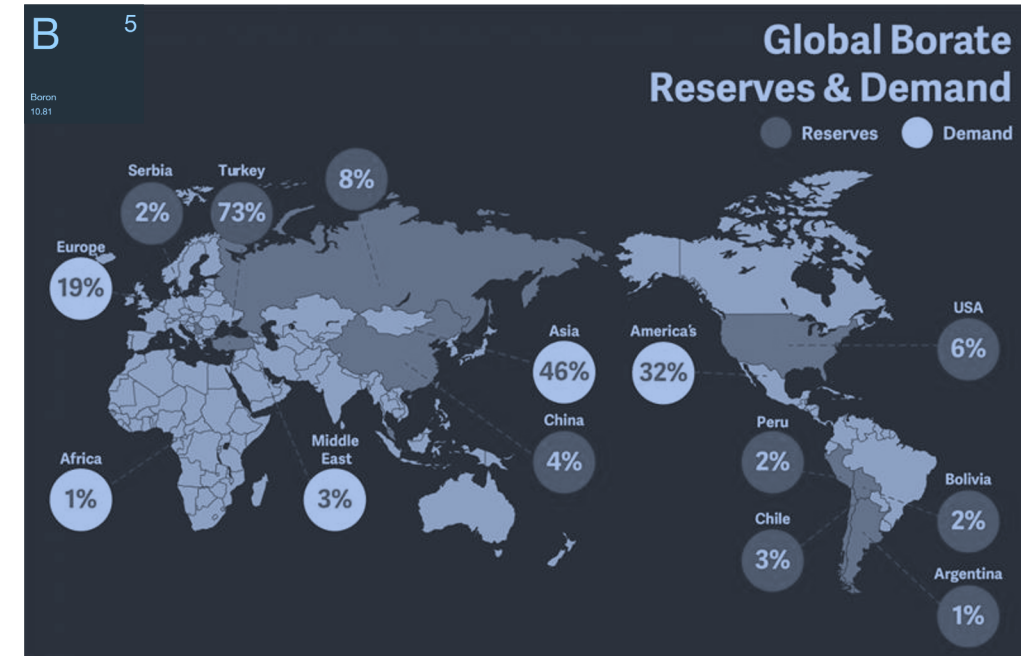 B
5
Boron
10.81
Global Borate
Reserves & Demand
Reserves
Demand
Serbia
2%
Turkey
73%
8%
Europe
19%
Asia
46%
America's
32%
USA
6%
China
4%
Peru
2%
Middle
East
3%
Africa
1%
Bolivia
2%
Chile
3%
Argentina
1%